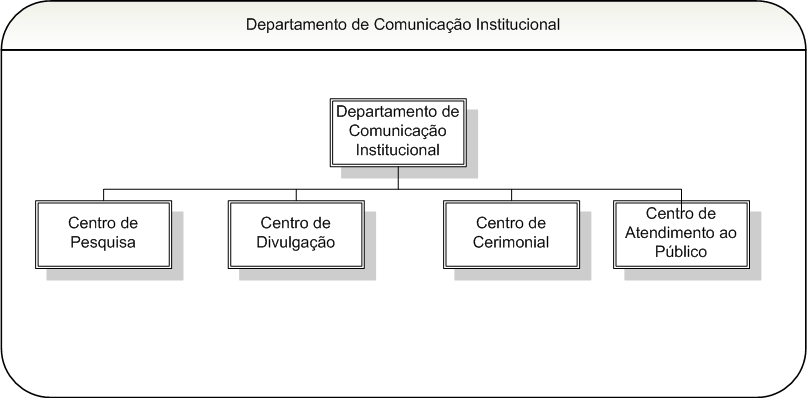 Departamento de Comunicação Institucional
Departamento de
Comunicação
Institucional
Centro de
Pesquisa
Centro de
Divulgação
Centro de
Cerimonial
Centro de
Atendimento ao
Público